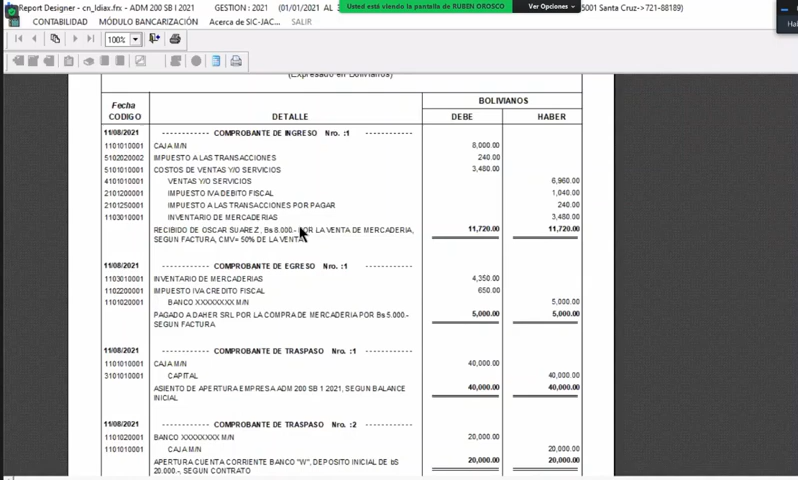 Report Designer - cn_ldiax.frx - ADM 200 SB I 2021 GESTION : 2021 (01/01/2021 AL Usted está viendo la pantalla de RUBEN OROSCO Ver Opciones 5001 Santa Cruz->721-88189)
CONTABILIDAD MÓDULO BANCARIZACIÓN Acerca de SIC-JAC... SALIR
100%
(Expresado en Bolivianos)
Fecha BOLIVIANOS
CODIGO DETALLE DEBE HABER
11/08/2021 ----------- COMPROBANTE DE INGRESO Nro. :1 -----------
1101010001 CAJA M/N 8,000.00
5102020002 IMPUESTO A LAS TRANSACCIONES 240.00
5101010001 COSTOS DE VENTAS Y/O SERVICIOS 3,480.00
4101010001 VENTAS Y/O SERVICIOS 6,960.00
2101200001 IMPUESTO IVA DEBITO FISCAL 1,040.00
2101250001 IMPUESTO A LAS TRANSACCIONES POR PAGAR 240.00
1103010001 INVENTARIO DE MERCADERIAS 3,480.00
RECIBIDO DE OSCAR SUAREZ , Bs 8.000.- POR LA VENTA DE MERCADERIA, 11,720.00 11,720.00
SEGUN FACTURA, CMV= 50% DE LA VENTA
11/08/2021 ----------- COMPROBANTE DE EGRESO Nro. :1 -----------
1103010001 INVENTARIO DE MERCADERIAS 4,350.00
1102200001 IMPUESTO IVA CREDITO FISCAL 650.00
1101020001 BANCO XXXXXXXX M/N 5,000.00
PAGADO A DAHER SRL POR LA COMPRA DE MERCADERIA POR Bs 5.000.- 5,000.00 5,000.00
SEGUN FACTURA
11/08/2021 ----------- COMPROBANTE DE TRASPASO Nro. :1 -----------
1101010001 CAJA M/N 40,000.00
3101010001 CAPITAL 40,000.00
ASIENTO DE APERTURA EMPRESA ADM 200 SB 1 2021, SEGUN BALANCE 40,000.00 40,000.00
INICIAL
11/08/2021 ----------- COMPROBANTE DE TRASPASO Nro. :2 -----------
1101020001 BANCO XXXXXXXX M/N 20,000.00
1101010001 CAJA M/N 20,000.00
APERTURA CUENTA CORRIENTE BANCO "W", DEPOSITO INICIAL DE bS 20,000.00 20,000.00
20.000.-, SEGUN CONTRATO